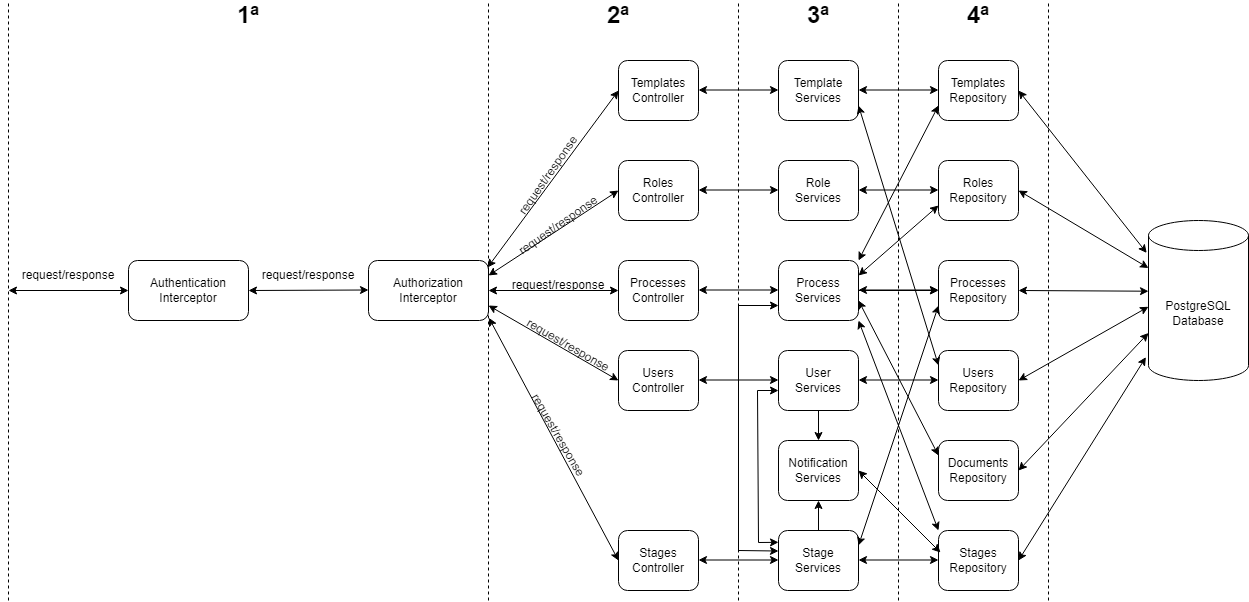 1ª
2ª
3ª
4ª
request/response
Authentication
Interceptor
request/response
Authorization
Interceptor
request/response
request/response
request/response
request/response
request/response
Templates
Controller
Template
Services
Templates
Repository
Roles
Controller
Role
Services
Roles
Repository
Processes
Controller
Process
Services
Processes
Repository
Users
Controller
User
Services
Users
Repository
Notification
Services
Documents
Repository
Stages
Controller
Stage
Services
Stages
Repository
PostgreSQL
Database